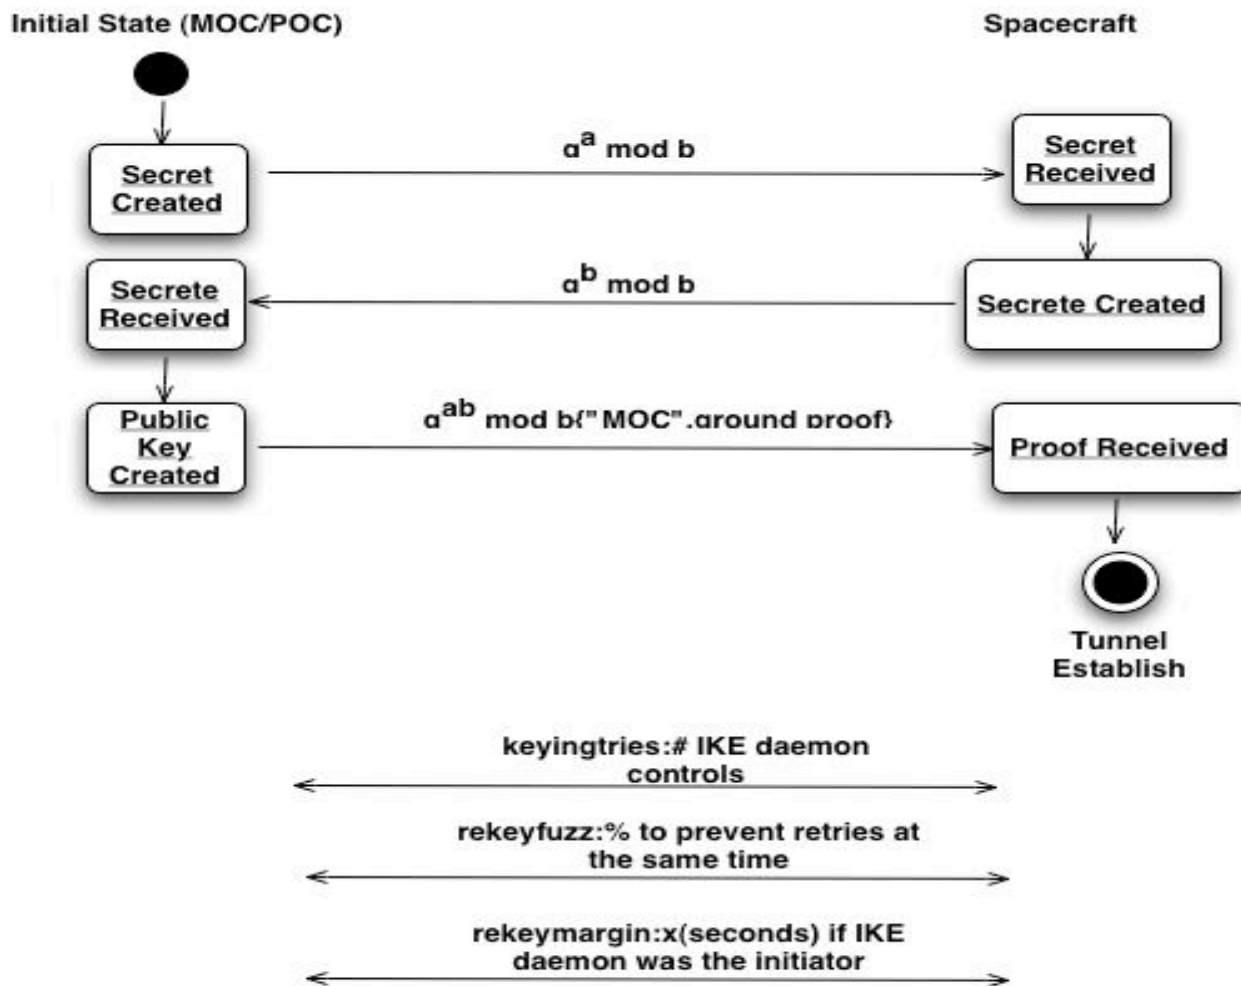 Initial State (MOC/POC)
Spacecraft
Secret
Created
g^a mod b
Secret
Received
Secrete
Received
g^b mod b
Secrete Created
Public
Key
Created
g^ab mod b{"MOC",ground proof}
Proof Received
Tunnel
Establish
keyingtries:# IKE daemon
controls
rekeyfuzz:% to prevent retries at
the same time
rekeymargin:x(seconds) if IKE
daemon was the initiator